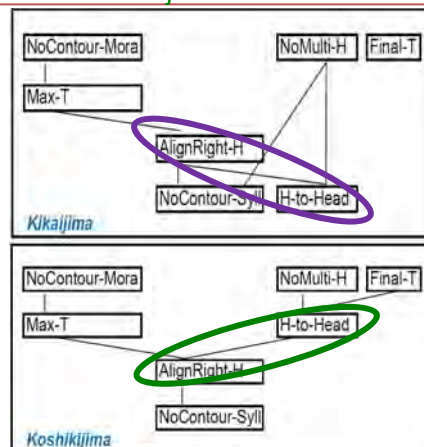 NoContour-Mora NoMulti-H Final-T
Max-T
AlignRight-H
NoContour-Syll H-to-Head
Kikaijima
NoContour-Mora NoMulti-H Final-T
Max-T H-to-Head
AlignRight-H
NoContour-Syll
Koshikijima